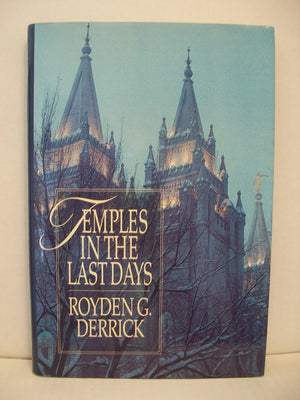 TEMPLES
IN THE
LAST DAYS
ROYDEN G.
DERRICK